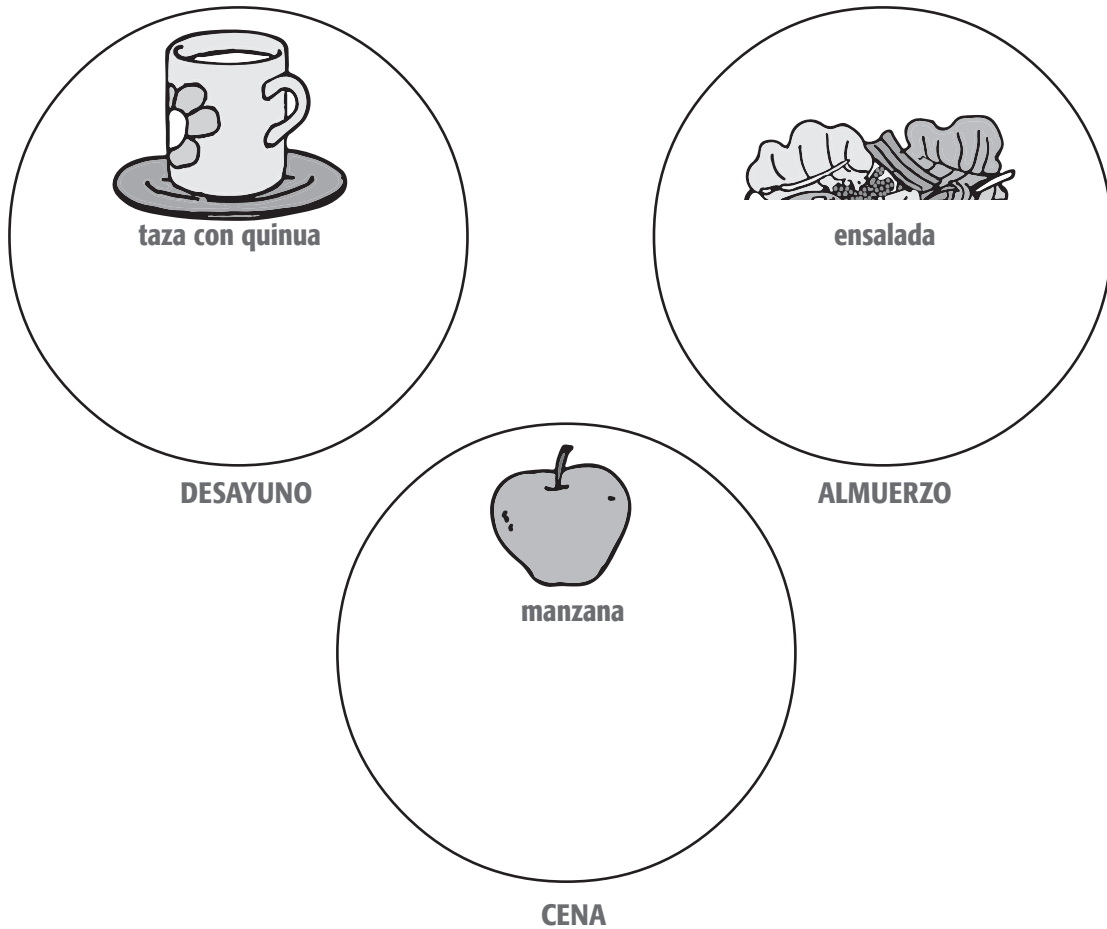 taza con quinua
ensalada
DESAYUNO
ALMUERZO
manzana
CENA